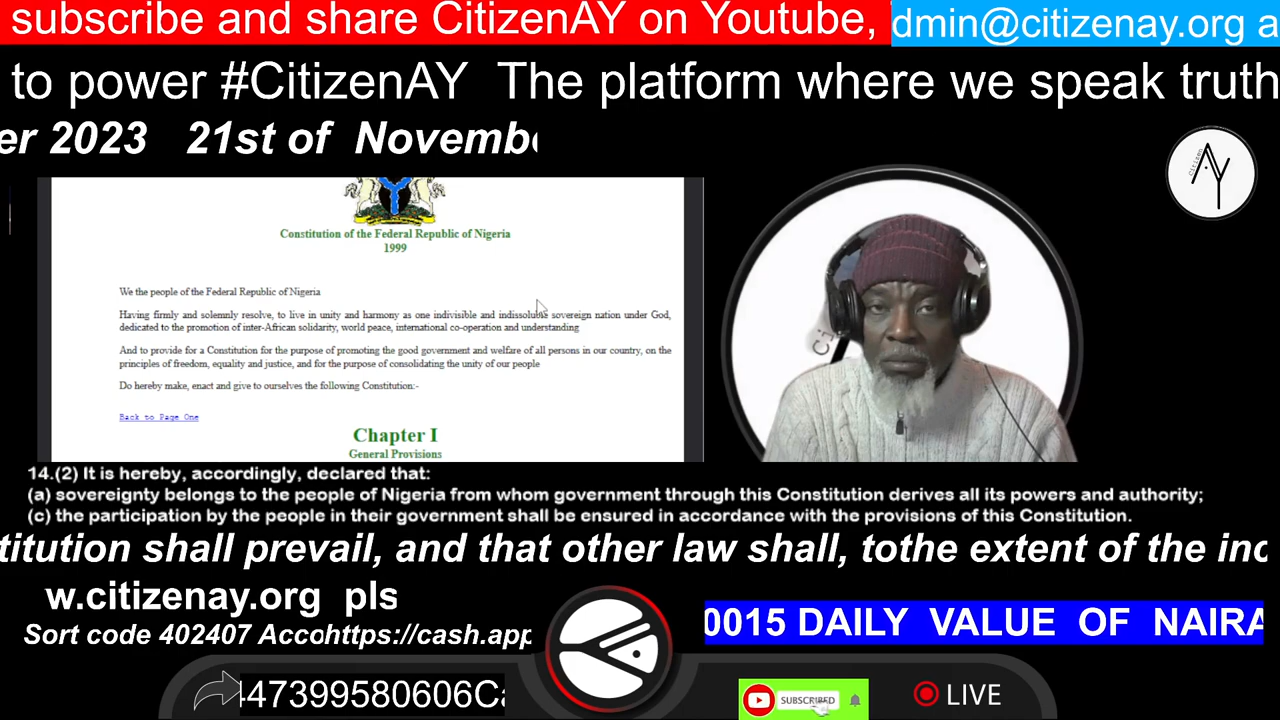 subscribe and share CitizenAY on Youtube,
dmin@citizenay.org a
to power #CitizenAY The platform where we speak truth
er 2023 21st of Novemb
Citizen AY
Constitution of the Federal Republic of Nigeria
1999
We the people of the Federal Republic of Nigeria
Having firmly and solemnly resolve, to live in unity and harmony as one indivisible and indissoluble sovereign nation under God,
dedicated to the promotion of inter-African solidarity, world peace, international co-operation and understanding
And to provide for a Constitution for the purpose of promoting the good government and welfare of all persons in our country, on the
principles of freedom, equality and justice, and for the purpose of consolidating the unity of our people
Do hereby make, enact and give to ourselves the following Constitution:-
Back to Page One
Chapter I
General Provisions
14.(2) It is hereby, accordingly, declared that:
(a) sovereignty belongs to the people of Nigeria from whom government through this Constitution derives all its powers and authority;
(c) the participation by the people in their government shall be ensured in accordance with the provisions of this Constitution.
titution shall prevail, and that other law shall, tothe extent of the inc
w.citizenay.org pls
Sort code 402407 Accohttps://cash.app
0015 DAILY VALUE OF NAIRA
447399580606Ca
SUBSCRIBED
LIVE